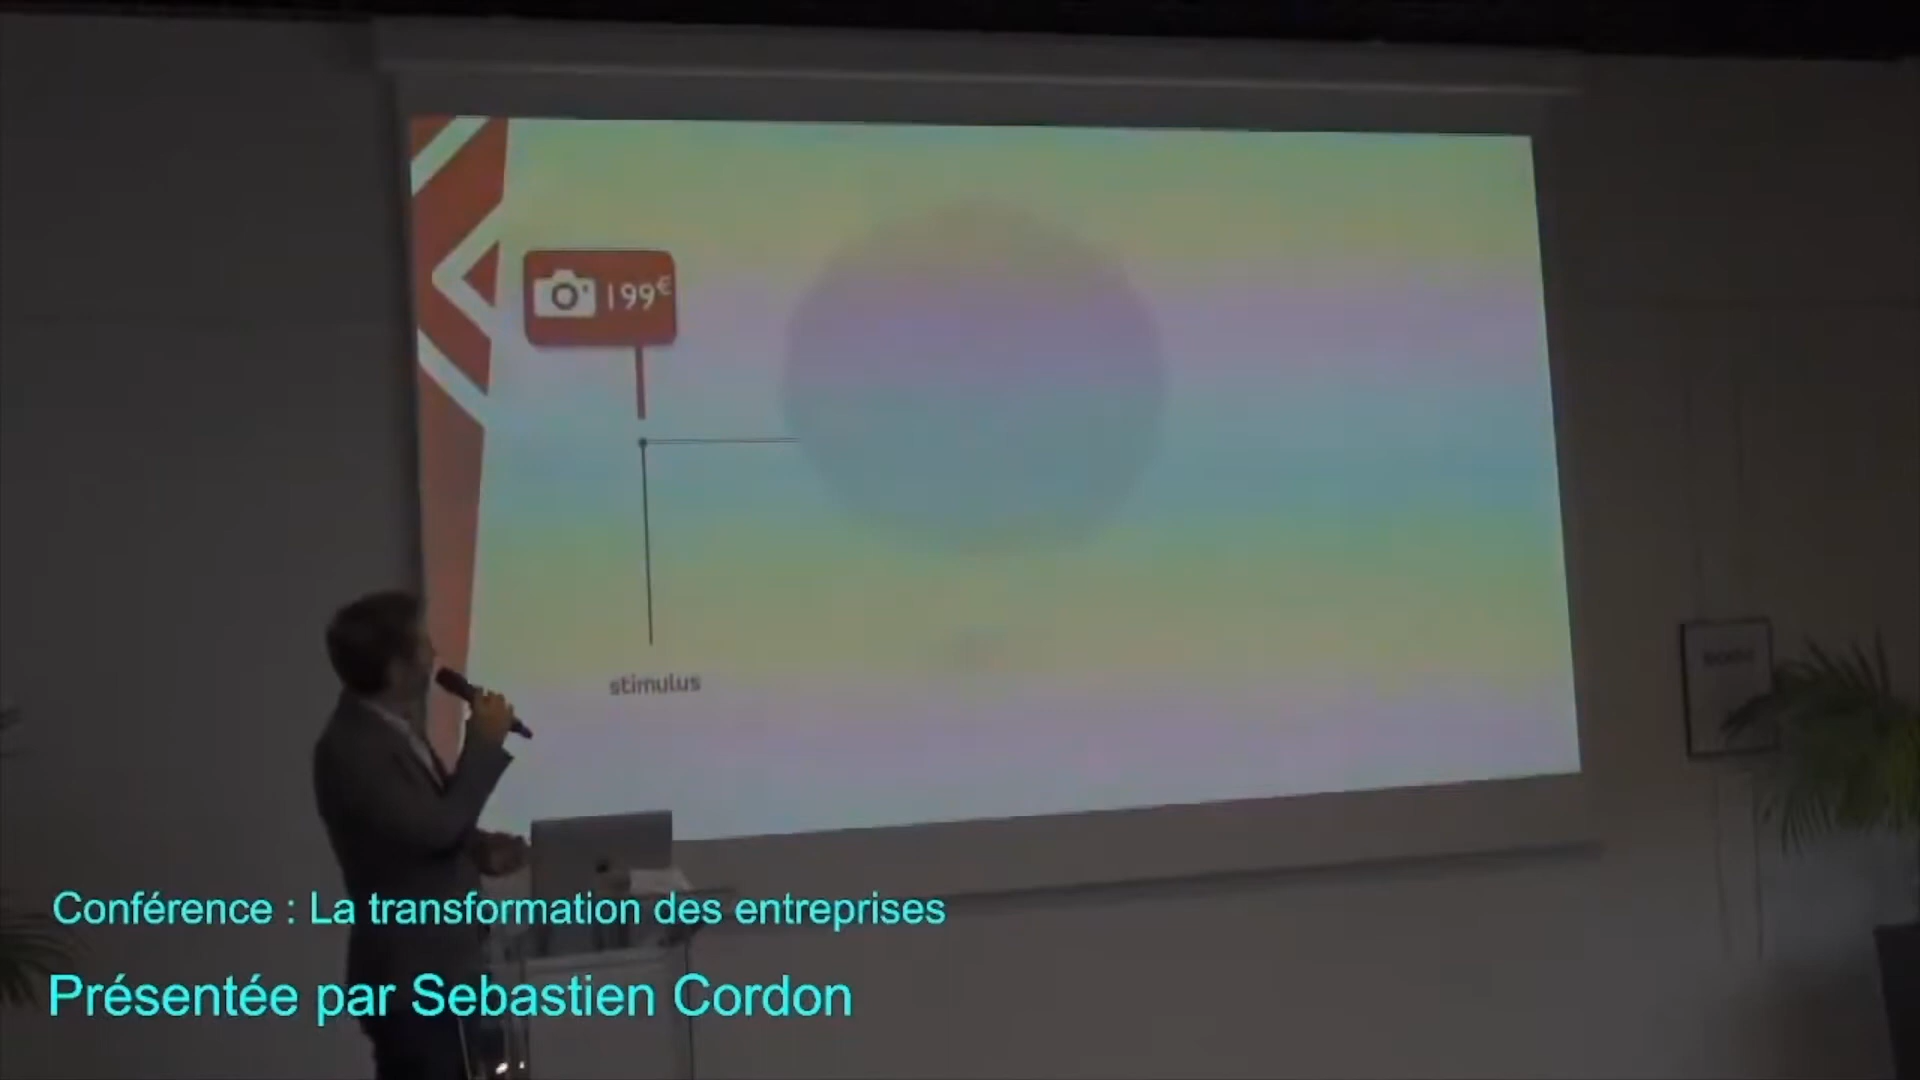 199€
stimulus
Conférence : La transformation des entreprises
Présentée par Sebastien Cordon